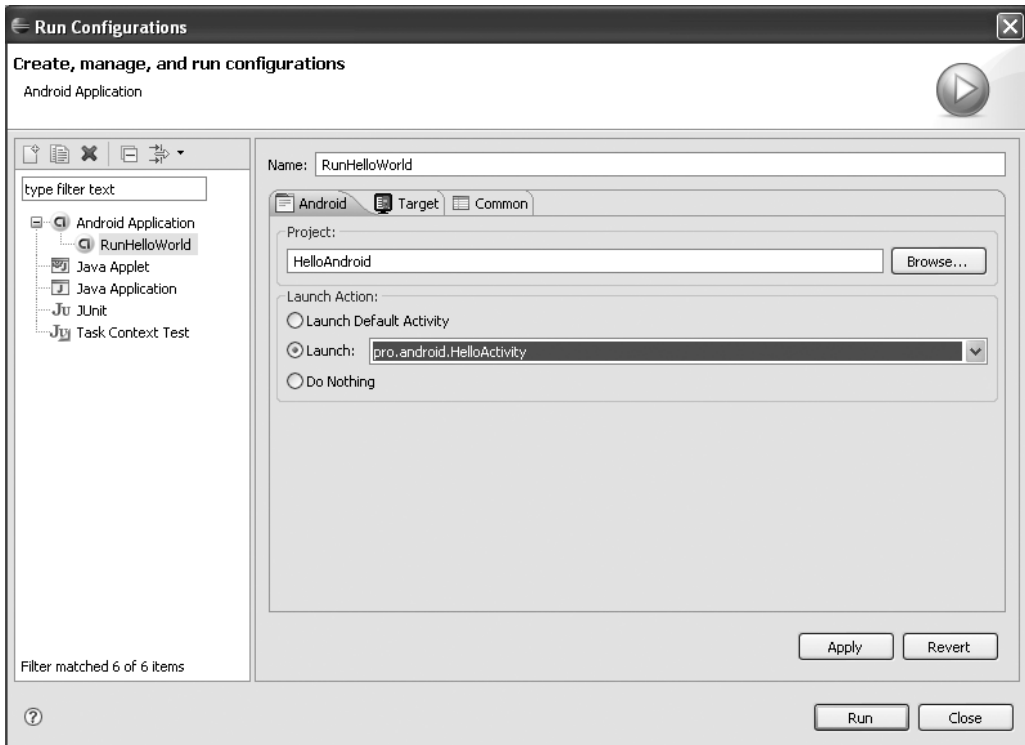 Run Configurations
Create, manage, and run configurations
Android Application
type filter text
Android Application
RunHelloWorld
Java Applet
Java Application
JUnit
Task Context Test
Filter matched 6 of 6 items
Name: RunHelloWorld
Android Target Common
Project:
HelloAndroid Browse...
Launch Action:
Launch Default Activity
Launch: pro.android.HelloActivity
Do Nothing
Apply Revert
Run Close